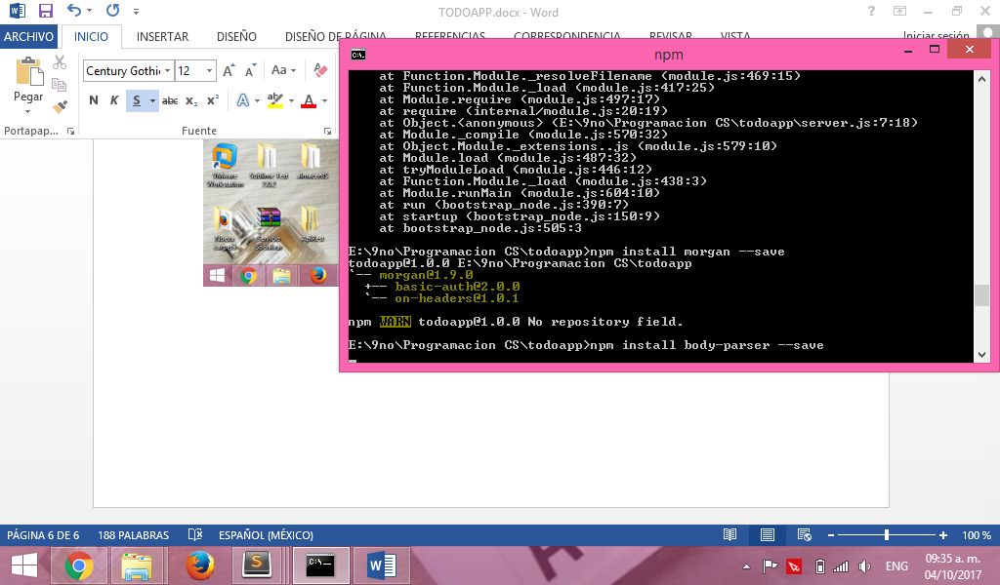 TODOAPP.docx - Word
ARCHIVO INICIO INSERTAR DISEÑO DISEÑO DE PÁGINA REFERENCIAS CORRESPONDENCIA REVISAR VISTA Iniciar sesión
npm
Pegar
Century Gothi 12
Aa
N K S abc x₂ x²
Portapap... Fuente
at Function.Module._resolveFilename (module.js:469:15)
at Function.Module._load (module.js:417:25)
at Module.require (module.js:497:17)
at require (internal/module.js:20:19)
at Object.<anonymous> (E:\9no\Programacion CS\todoapp\server.js:7:18)
at Module._compile (module.js:570:32)
at Object.Module._extensions..js (module.js:579:10)
at Module.load (module.js:487:32)
at tryModuleLoad (module.js:446:12)
at Function.Module._load (module.js:438:3)
at Module.runMain (module.js:604:10)
at run (bootstrap_node.js:390:7)
at startup (bootstrap_node.js:150:9)
at bootstrap_node.js:505:3
E:\9no\Programacion CS\todoapp>npm install morgan --save
todoapp@1.0.0 E:\9no\Programacion CS\todoapp
`-- morgan@1.9.0
+-- basic-auth@2.0.0
`-- on-headers@1.0.1
npm WARN todoapp@1.0.0 No repository field.
E:\9no\Programacion CS\todoapp>npm install body-parser --save
VMware Workstation
Sublime Text
Nueva carpeta
Servicio
ApiRest
PÁGINA 6 DE 6 188 PALABRAS ESPAÑOL (MÉXICO) 100 %
ENG
09:35 a. m.
04/10/2017